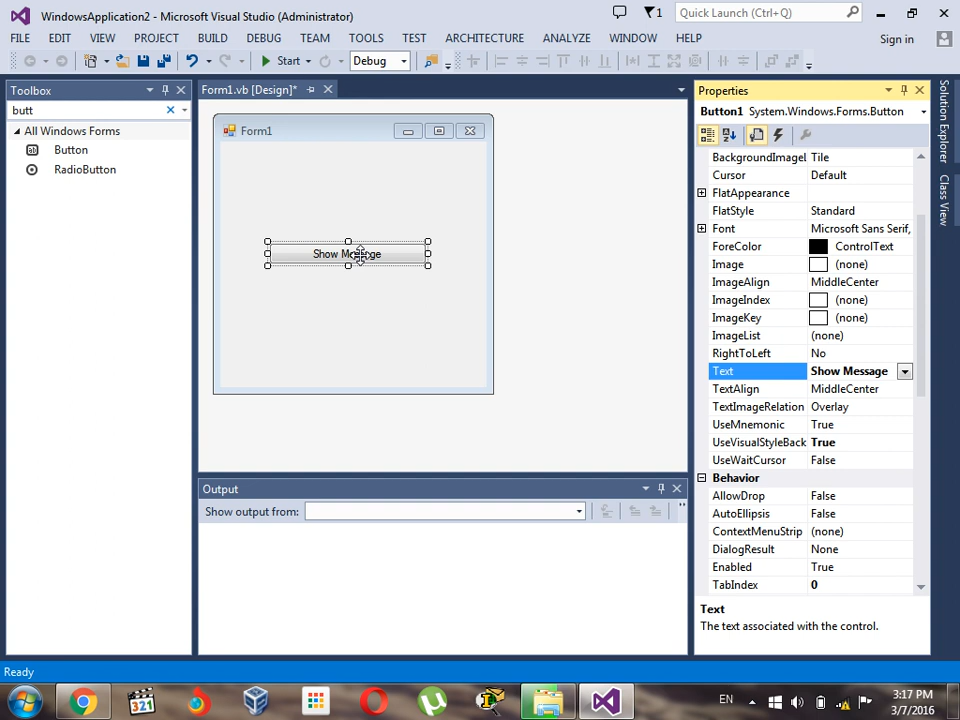 WindowsApplication2 - Microsoft Visual Studio (Administrator)
1
Quick Launch (Ctrl+Q)
FILE EDIT VIEW PROJECT BUILD DEBUG TEAM TOOLS TEST ARCHITECTURE ANALYZE WINDOW HELP Sign in
Start Debug
Toolbox
butt
All Windows Forms
ab Button
RadioButton
Form1.vb [Design]*
Form1
Show Message
Output
Show output from:
Properties
Button1 System.Windows.Forms.Button
BackgroundImageL Tile
Cursor Default
FlatAppearance
FlatStyle Standard
Font Microsoft Sans Serif,
ForeColor ControlText
Image (none)
ImageAlign MiddleCenter
ImageIndex (none)
ImageKey (none)
ImageList (none)
RightToLeft No
Text Show Message
TextAlign MiddleCenter
TextImageRelation Overlay
UseMnemonic True
UseVisualStyleBack True
UseWaitCursor False
Behavior
AllowDrop False
AutoEllipsis False
ContextMenuStrip (none)
DialogResult None
Enabled True
TabIndex 0
Text
The text associated with the control.
Solution Explorer
Class View
Ready
321
EN
3:17 PM
3/7/2016